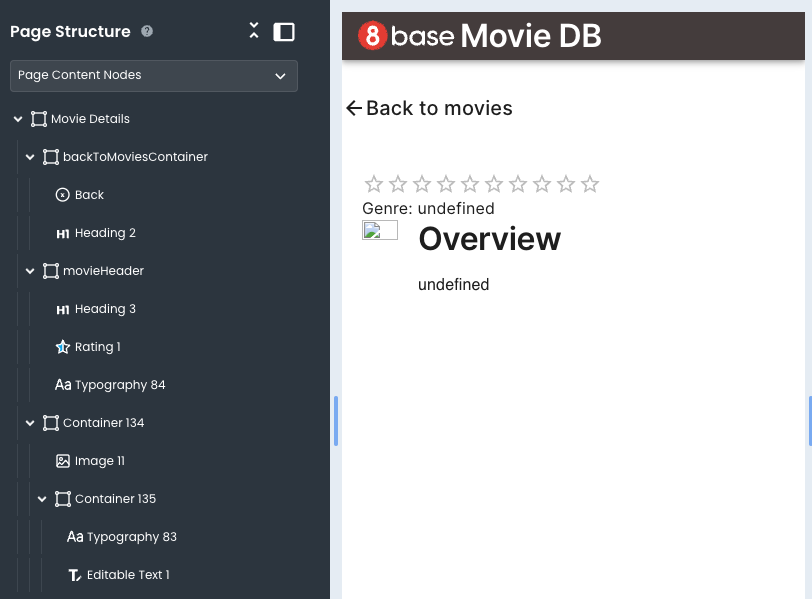 Page Structure ?
Page Content Nodes
Movie Details
backToMoviesContainer
Back
H1 Heading 2
movieHeader
H1 Heading 3
Rating 1
Aa Typography 84
Container 134
Image 11
Container 135
Aa Typography 83
Editable Text 1
8base Movie DB
Back to movies
Genre: undefined
Overview
undefined